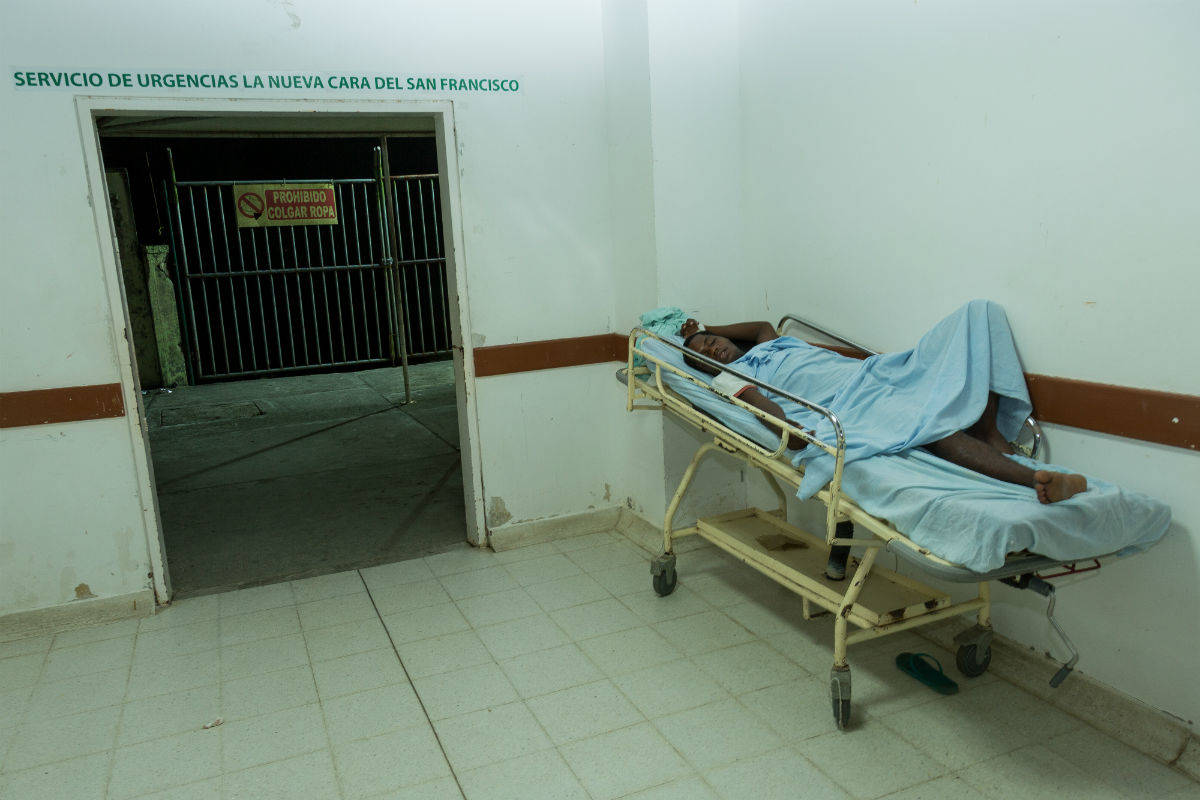 SERVICIO DE URGENCIAS LA NUEVA CARA DEL SAN FRANCISCO
PROHIBIDO
COLGAR ROPA